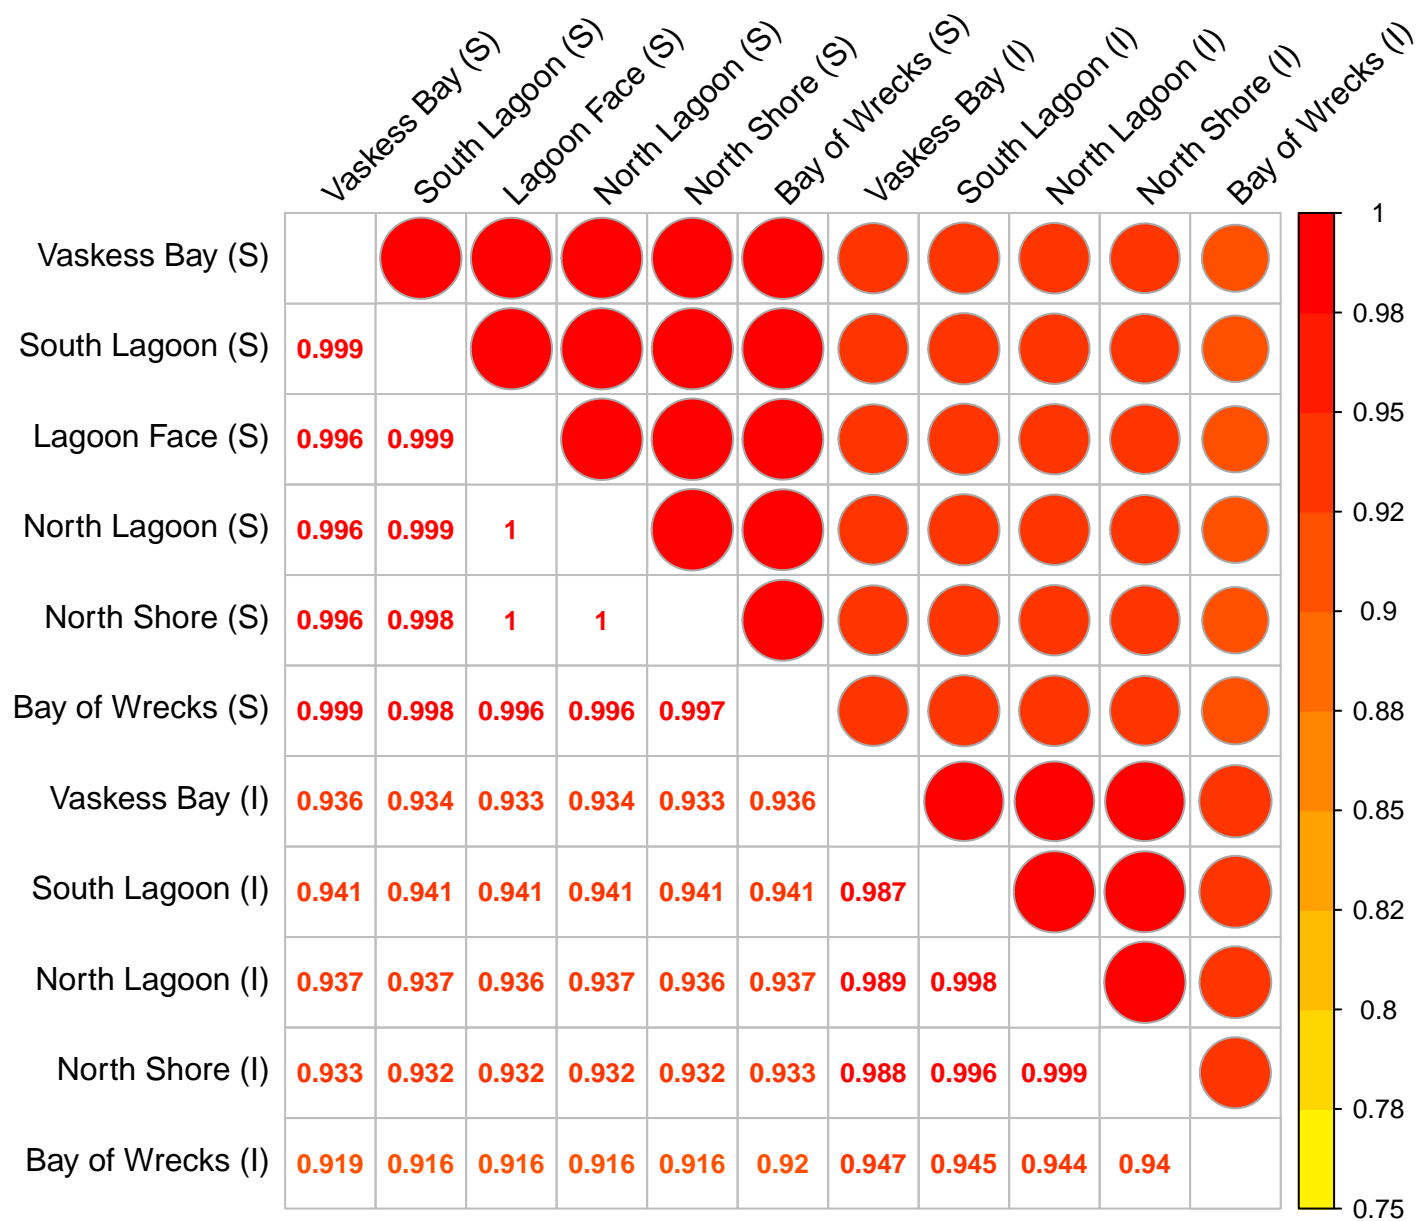 Vaskess Bay (S)
South Lagoon (S)
Lagoon Face (S)
North Lagoon (S)
North Shore (S)
Bay of Wrecks (S)
Vaskess Bay (I)
South Lagoon (I)
North Lagoon (I)
North Shore (I)
Bay of Wrecks (I)
Vaskess Bay (S)
South Lagoon (S) 0.999
Lagoon Face (S) 0.996 0.999
North Lagoon (S) 0.996 0.999 1
North Shore (S) 0.996 0.998 1 1
Bay of Wrecks (S) 0.999 0.998 0.996 0.996 0.997
Vaskess Bay (I) 0.936 0.934 0.933 0.934 0.933 0.936
South Lagoon (I) 0.941 0.941 0.941 0.941 0.941 0.941 0.987
North Lagoon (I) 0.937 0.937 0.936 0.937 0.936 0.937 0.989 0.998
North Shore (I) 0.933 0.932 0.932 0.932 0.932 0.933 0.988 0.996 0.999
Bay of Wrecks (I) 0.919 0.916 0.916 0.916 0.916 0.92 0.947 0.945 0.944 0.94
1
0.98
0.95
0.92
0.9
0.88
0.85
0.82
0.8
0.78
0.75